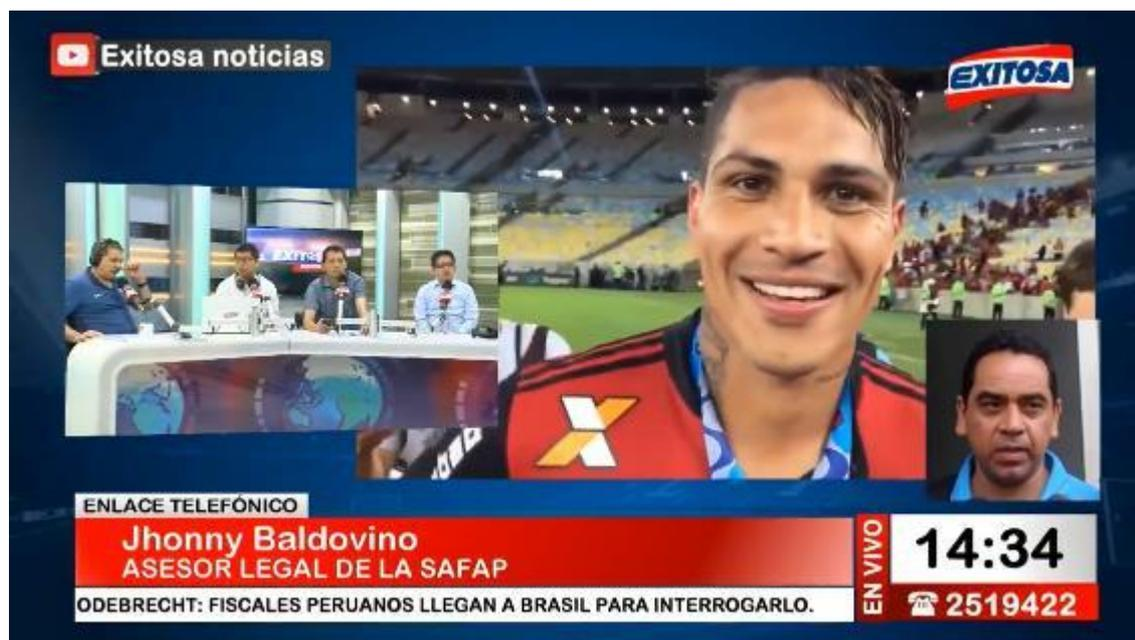 Exitosa noticias
EXITOSA
EXITOSA
ENLACE TELEFÓNICO
Jhonny Baldovino
ASESOR LEGAL DE LA SAFAP
ODEBRECHT: FISCALES PERUANOS LLEGAN A BRASIL PARA INTERROGARLO.
EN VIVO
14:34
2519422